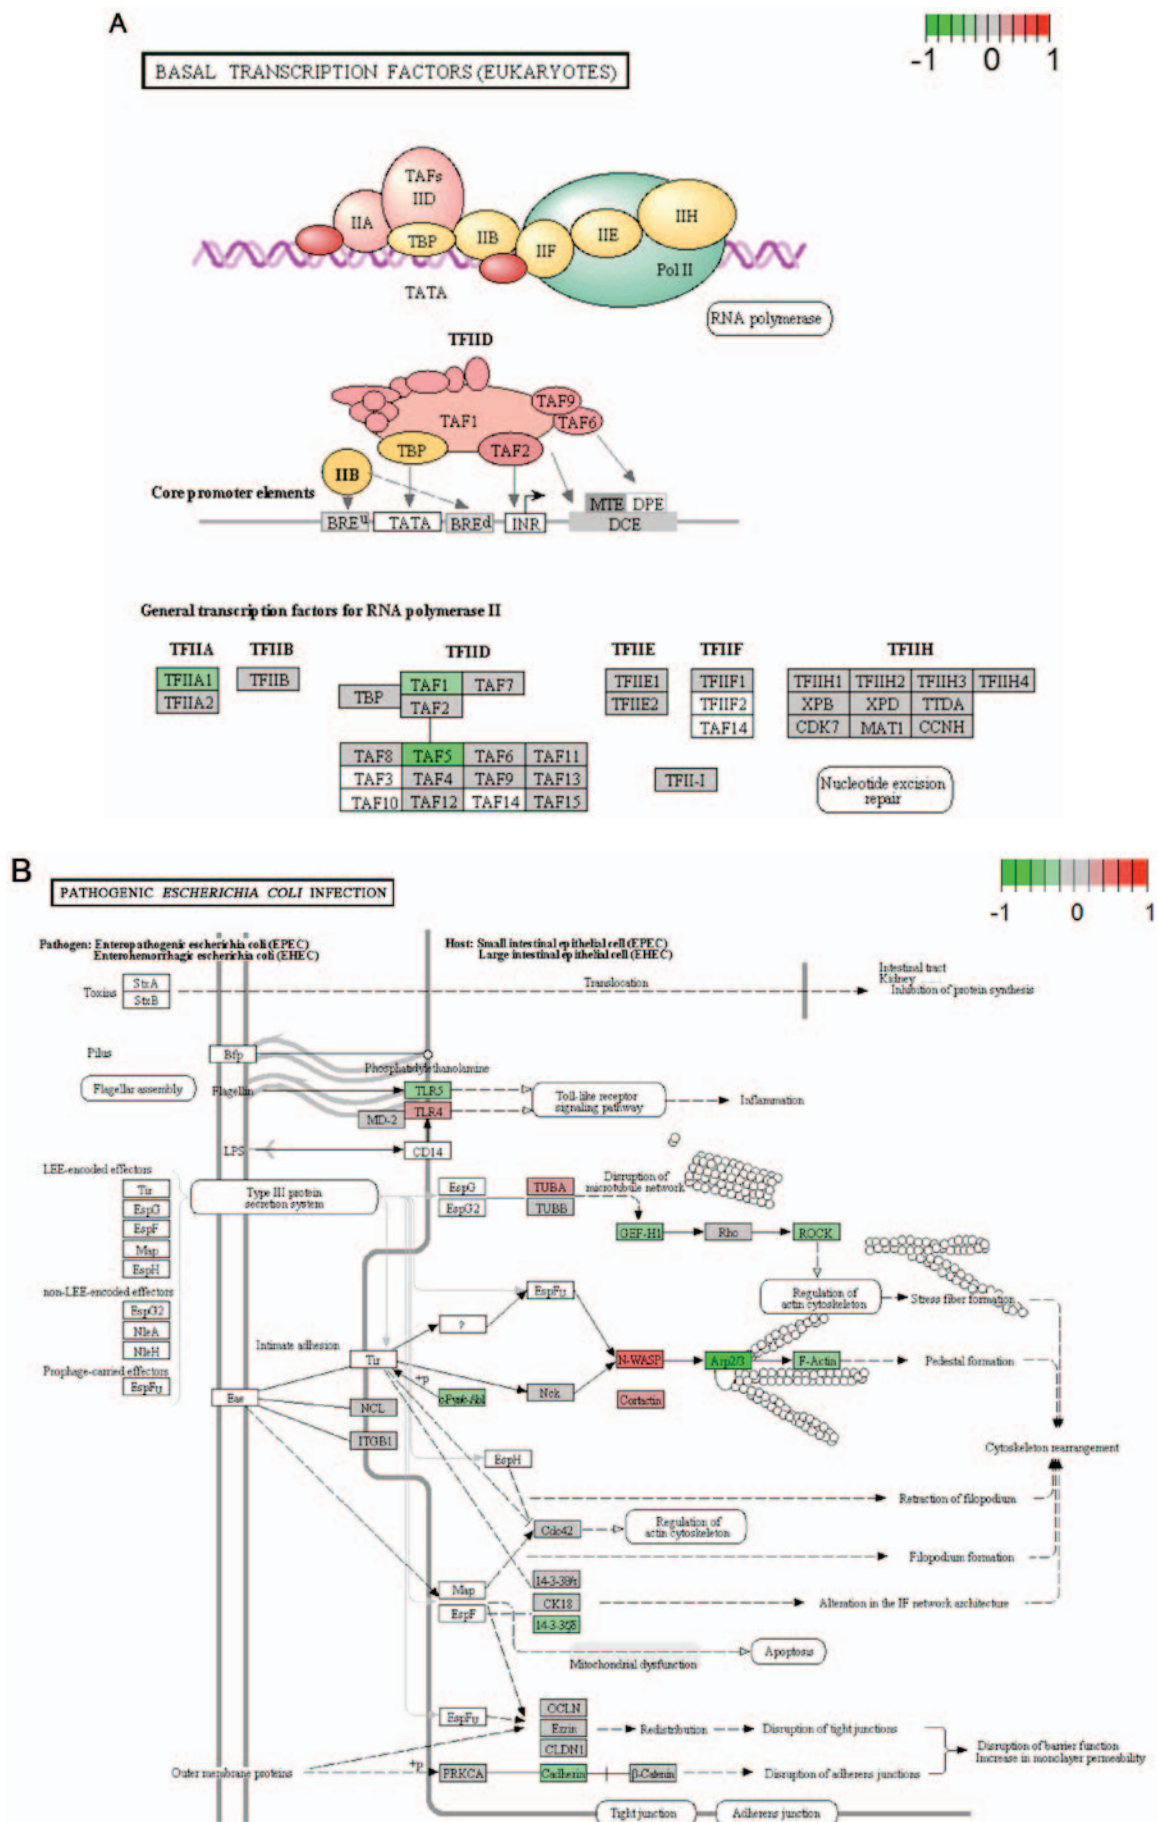 A
-1 0 1
BASAL TRANSCRIPTION FACTORS (EUKARYOTES)
TAFs
IID
IIA
TBP
IIB
IIF
IIE
IIH
Pol II
TATA
RNA polymerase
TFIID
TAF1
TAF9
TAF6
TBP
TAF2
IIB
Core promoter elements
BREu
TATA
BREd
INR
MTE
DPE
DCE
General transcription factors for RNA polymerase II
TFIIA TFIIB TFIID TFIIE TFIIF TFIIH
TFIIA1
TFIIA2
TFIIB
TBP
TAF1 TAF7
TAF2
TAF8 TAF5 TAF6 TAF11
TAF3 TAF4 TAF9 TAF13
TAF10 TAF12 TAF14 TAF15
TFIIE1
TFIIE2
TFIIF1
TFIIF2
TAF14
TFIIH1 TFIIH2 TFIIH3 TFIIH4
XPB XPD TTDA
CDK7 MAT1 CCNH
TFII-I
Nucleotide excision
repair
B
-1 0 1
PATHOGENIC ESCHERICHIA COLI INFECTION
Pathogen: Enteropathogenic escherichia coli (EPEC)
Enterohemorrhagic escherichia coli (EHEC)
Host: Small intestinal epithelial cell (EPEC)
Large intestinal epithelial cell (EHEC)
Toxins
StxA
StxB
Translocation
Intestinal tract
Kidney
Inhibition of protein synthesis
Pilus
Bfp
Phosphatidylethanolamine
Flagellar assembly
Flagellin
TLR5
TLR4
MD-2
Toll-like receptor
signaling pathway
Inflammation
LPS
CD14
LEE-encoded effectors
Tir
EspG
EspF
Map
EspH
non-LEE-encoded effectors
EspG2
NleA
NleH
Prophage-carried effectors
EspFU
Type III protein
secretion system
EspG
EspG2
TUBA
TUBB
Disruption of
microtubule network
GEF-H1
Rho
ROCK
Regulation of
actin cytoskeleton
Stress fiber formation
EspFU
?
Intimate adhesion
Tir
+p
Nck
N-WASP
Arp2/3
F-Actin
Pedestal formation
Cortactin
Eae
NCL
ITGB1
Cytoskeleton rearrangement
EspH
Retraction of filopodium
Cdc42
Regulation of
actin cytoskeleton
Filopodium formation
Map
EspF
CK18
Alteration in the IF network architecture
Mitochondrial dysfunction
Apoptosis
EspFU
OCLN
Ezrin
CLDN1
Redistribution
Disruption of tight junctions
Disruption of barrier function
Increase in monolayer permeability
Outer membrane proteins
+p
PRKCA
Cadherin
β-Catenin
Disruption of adherens junctions
Tight junction
Adherens junction